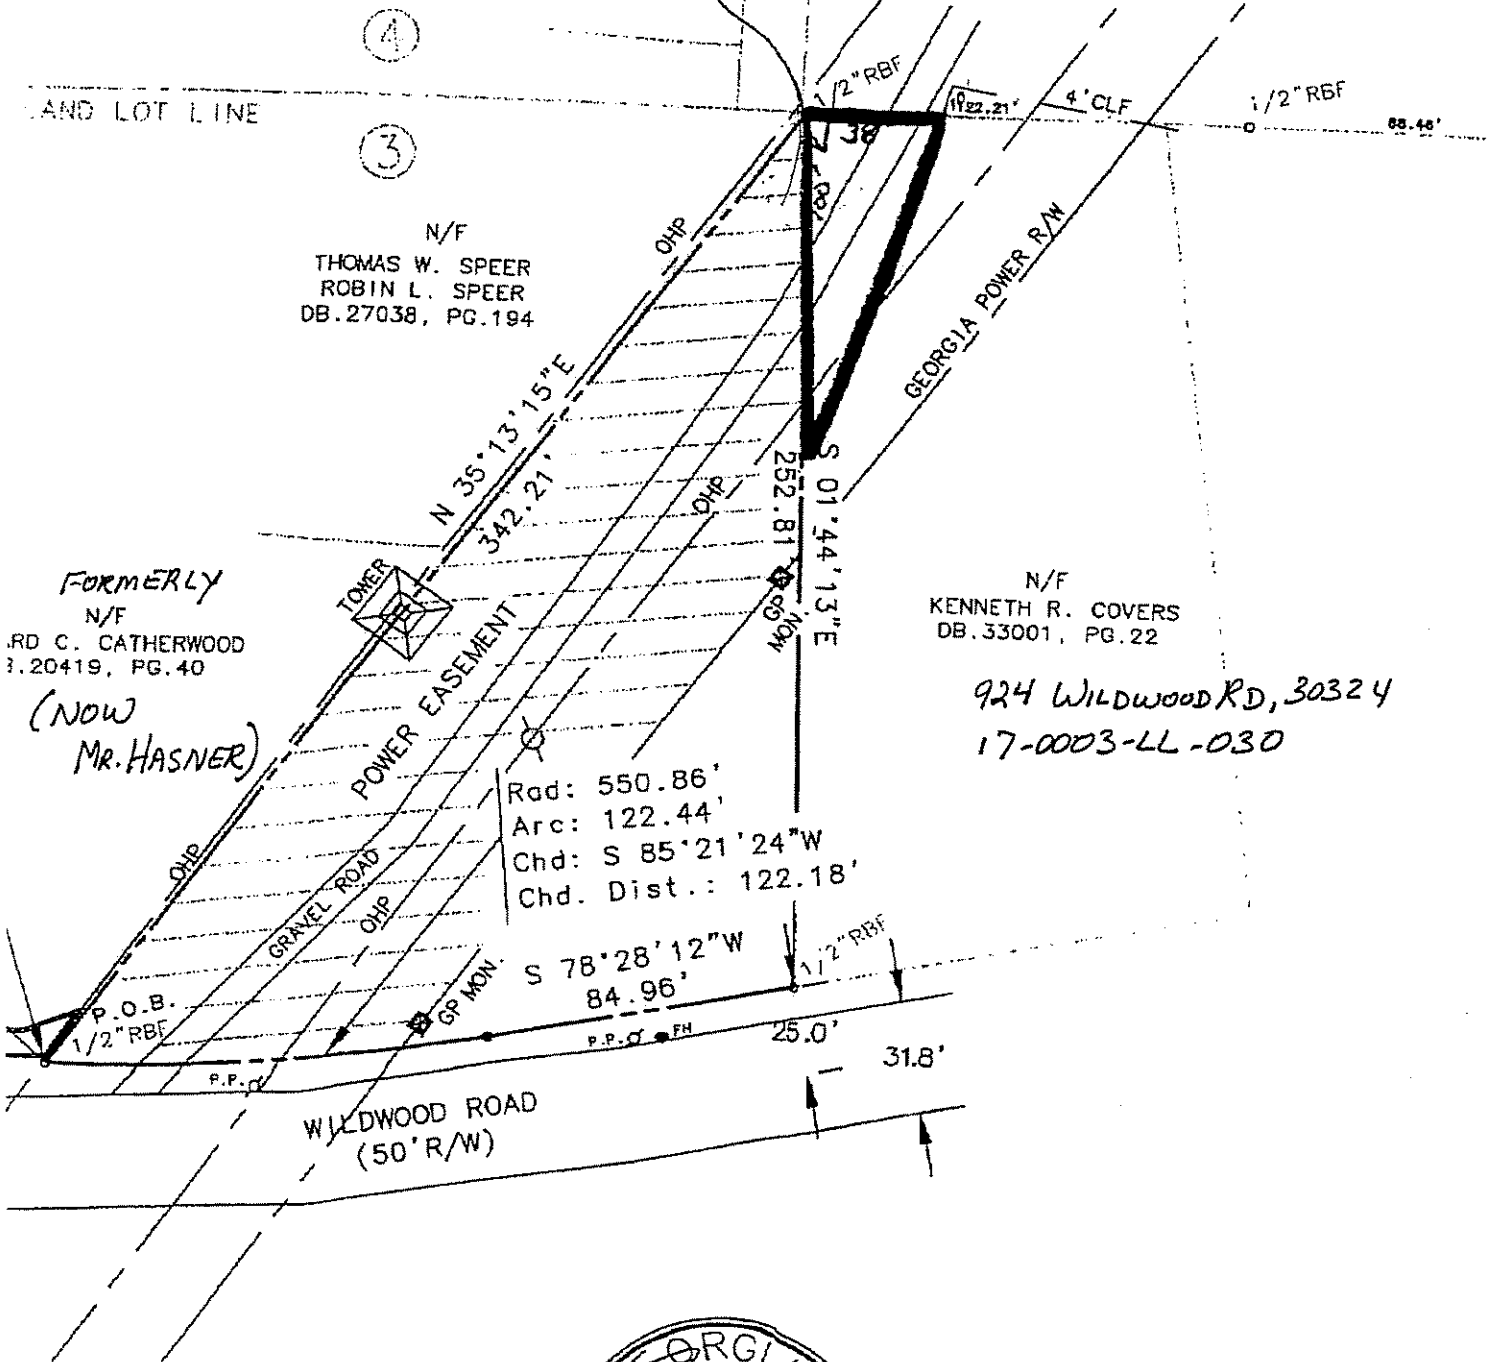 4
1/2"RBF
22.21'
4'CLF
1/2"RBF
68.46'
AND LOT LINE
3
38
78
N/F
THOMAS W. SPEER
ROBIN L. SPEER
DB.27038, PG.194
OHP
GEORGIA POWER R/W
N 35°13'15"E
342.21'
S 01°44'13"E
252.81
OHP
TOWER
GP
MON.
FORMERLY
N/F
RD C. CATHERWOOD
.20419, PG.40
(NOW
MR. HASNER)
POWER EASEMENT
N/F
KENNETH R. COVERS
DB.33001, PG.22
924 WILDWOOD RD, 30324
17-0003-LL-030
Rad: 550.86'
Arc: 122.44'
Chd: S 85°21'24"W
Chd. Dist.: 122.18'
OHP
GRAVEL ROAD
OHP
GP MON.
S 78°28'12"W
84.96'
1/2"RBF
P.O.B.
1/2"RBF
P.P.
P.P.
FH
25.0'
31.8'
WILDWOOD ROAD
(50'R/W)
ORGI